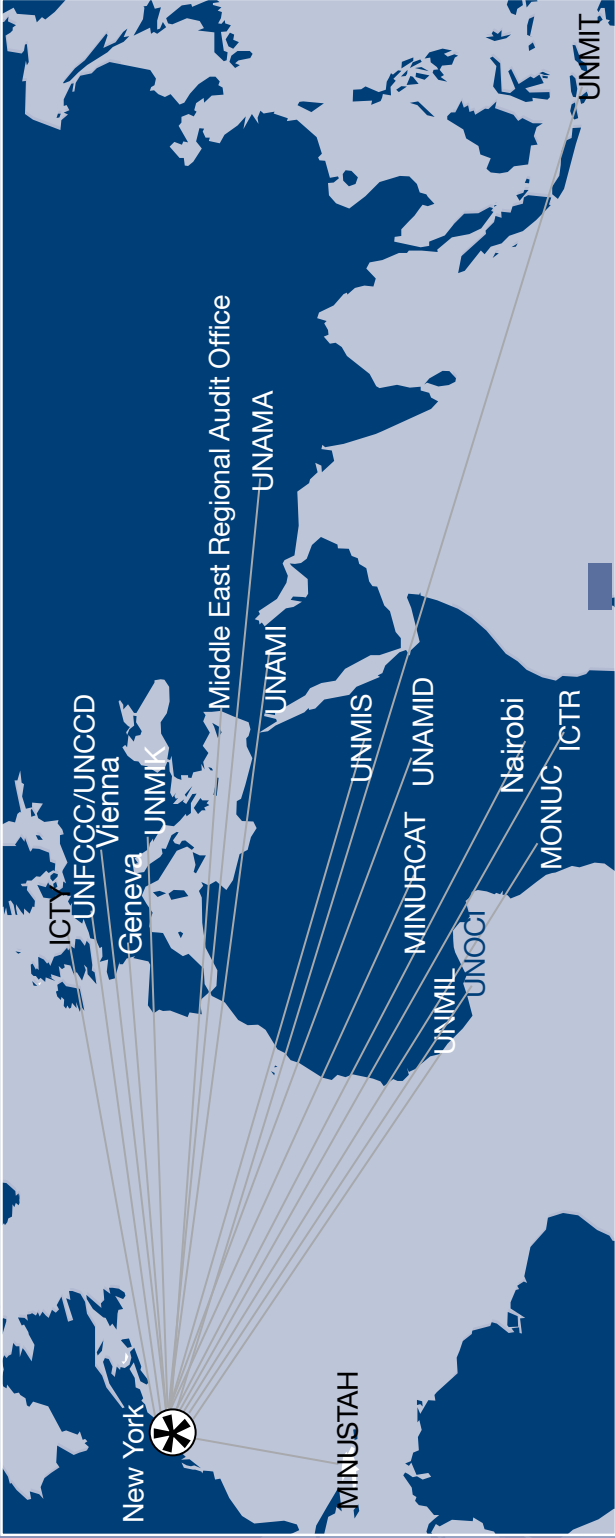 ICTY
UNFCCC/UNCCD
Vienna
Geneva
UNMIK
New York
Middle East Regional Audit Office
UNAMA
UNAMI
UNMIS
MINUSTAH
UNAMID
MINURCAT
UNMIL
UNOCI
Nairobi
MONUC
ICTR
UNMIT